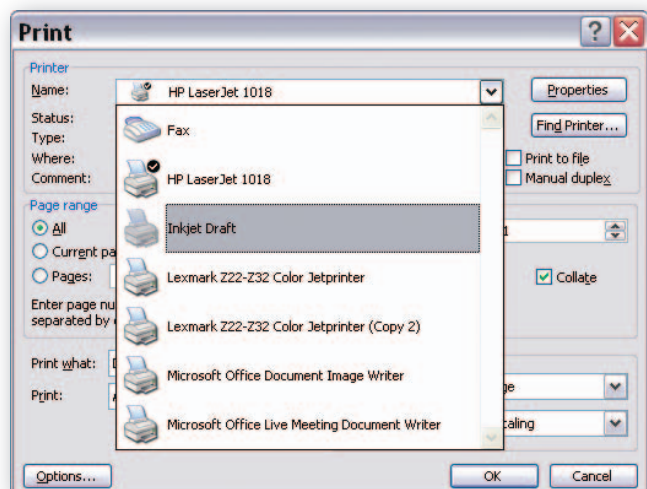 Print
Printer
Name: HP LaserJet 1018 Properties
Status: Find Printer...
Type:
Where: Print to file
Comment: Manual duplex
Fax
HP LaserJet 1018
Inkjet Draft
Lexmark Z22-Z32 Color Jetprinter
Lexmark Z22-Z32 Color Jetprinter (Copy 2)
Microsoft Office Document Image Writer
Microsoft Office Live Meeting Document Writer
Page range
All 1
Current pa
Pages: Collate
Enter page nu
separated by
Print what:
Print:
ge
caling
Options... OK Cancel